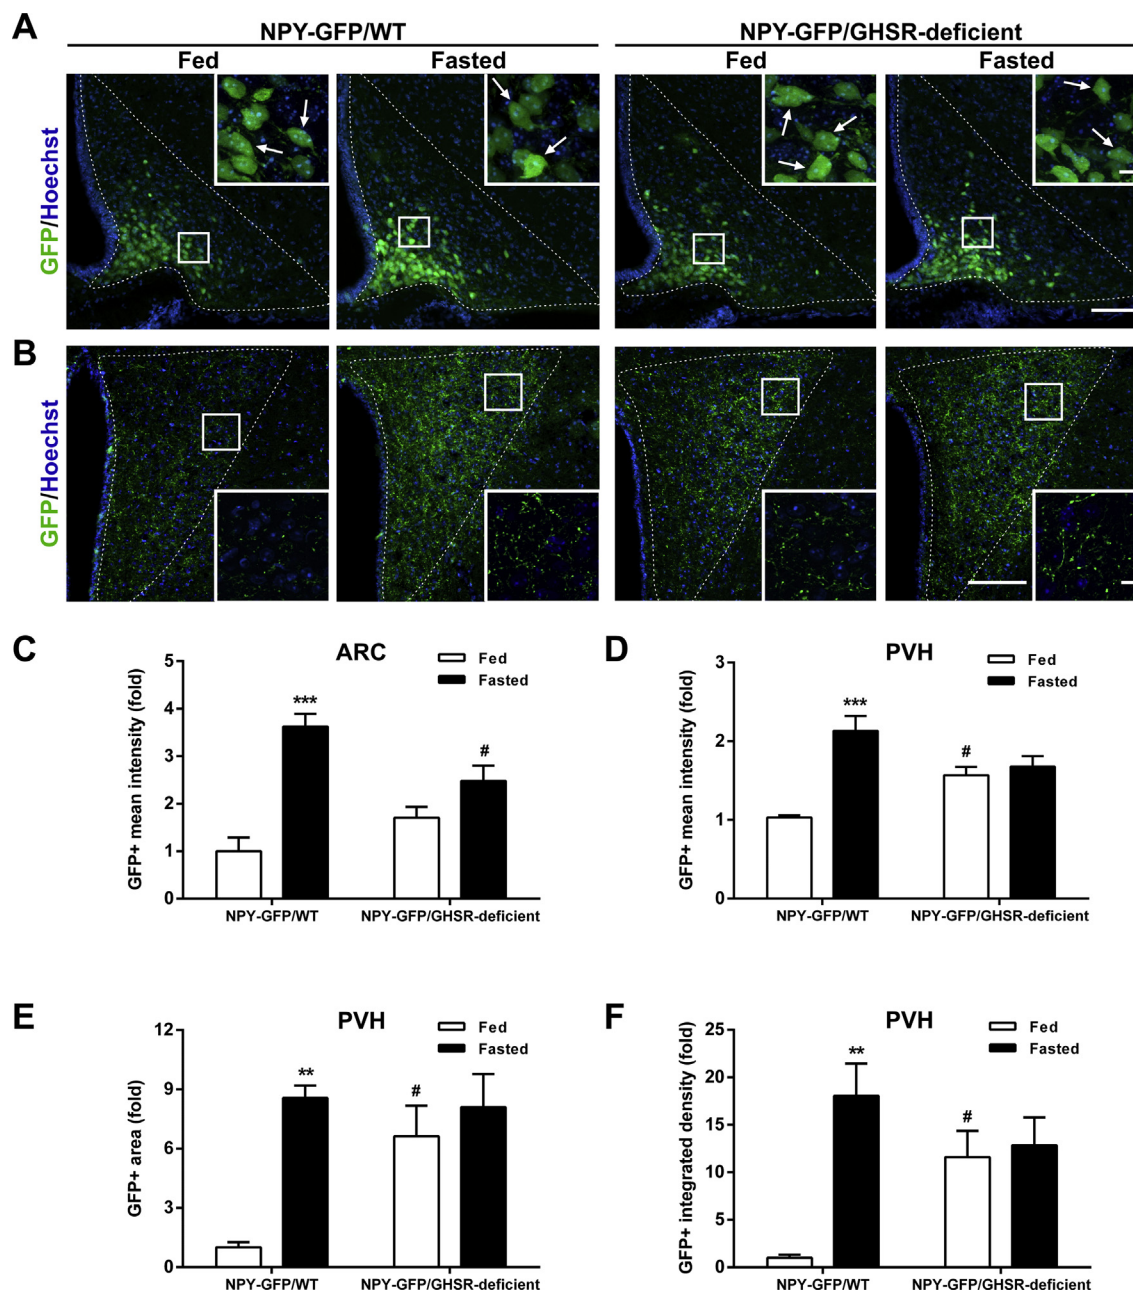 A
NPY-GFP/WT
NPY-GFP/GHSR-deficient
Fed
Fasted
Fed
Fasted
GFP/Hoechst
B
GFP/Hoechst
C
ARC
Fed
Fasted
GFP+ mean intensity (fold)
5
4
3
2
1
0
***
#
NPY-GFP/WT
NPY-GFP/GHSR-deficient
D
PVH
Fed
Fasted
GFP+ mean intensity (fold)
3
2
1
0
***
#
NPY-GFP/WT
NPY-GFP/GHSR-deficient
E
PVH
Fed
Fasted
GFP+ area (fold)
12
9
6
3
0
**
#
NPY-GFP/WT
NPY-GFP/GHSR-deficient
F
PVH
Fed
Fasted
GFP+ integrated density (fold)
25
20
15
10
5
0
**
#
NPY-GFP/WT
NPY-GFP/GHSR-deficient